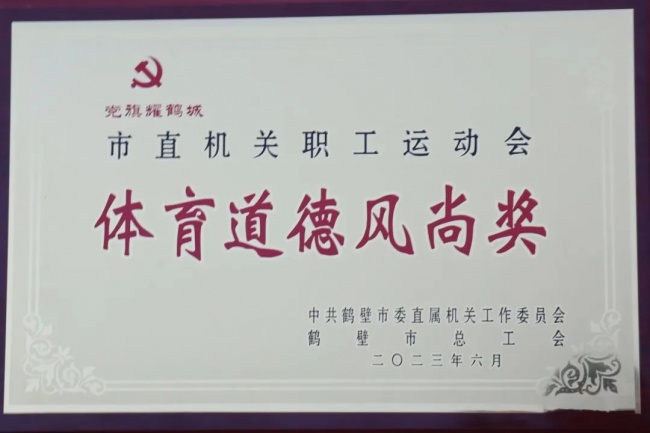 党旗耀鹤城
市直机关职工运动会
体育道德风尚奖
中共鹤壁市委直属机关工作委员会
鹤壁市总工会
二〇二三年六月